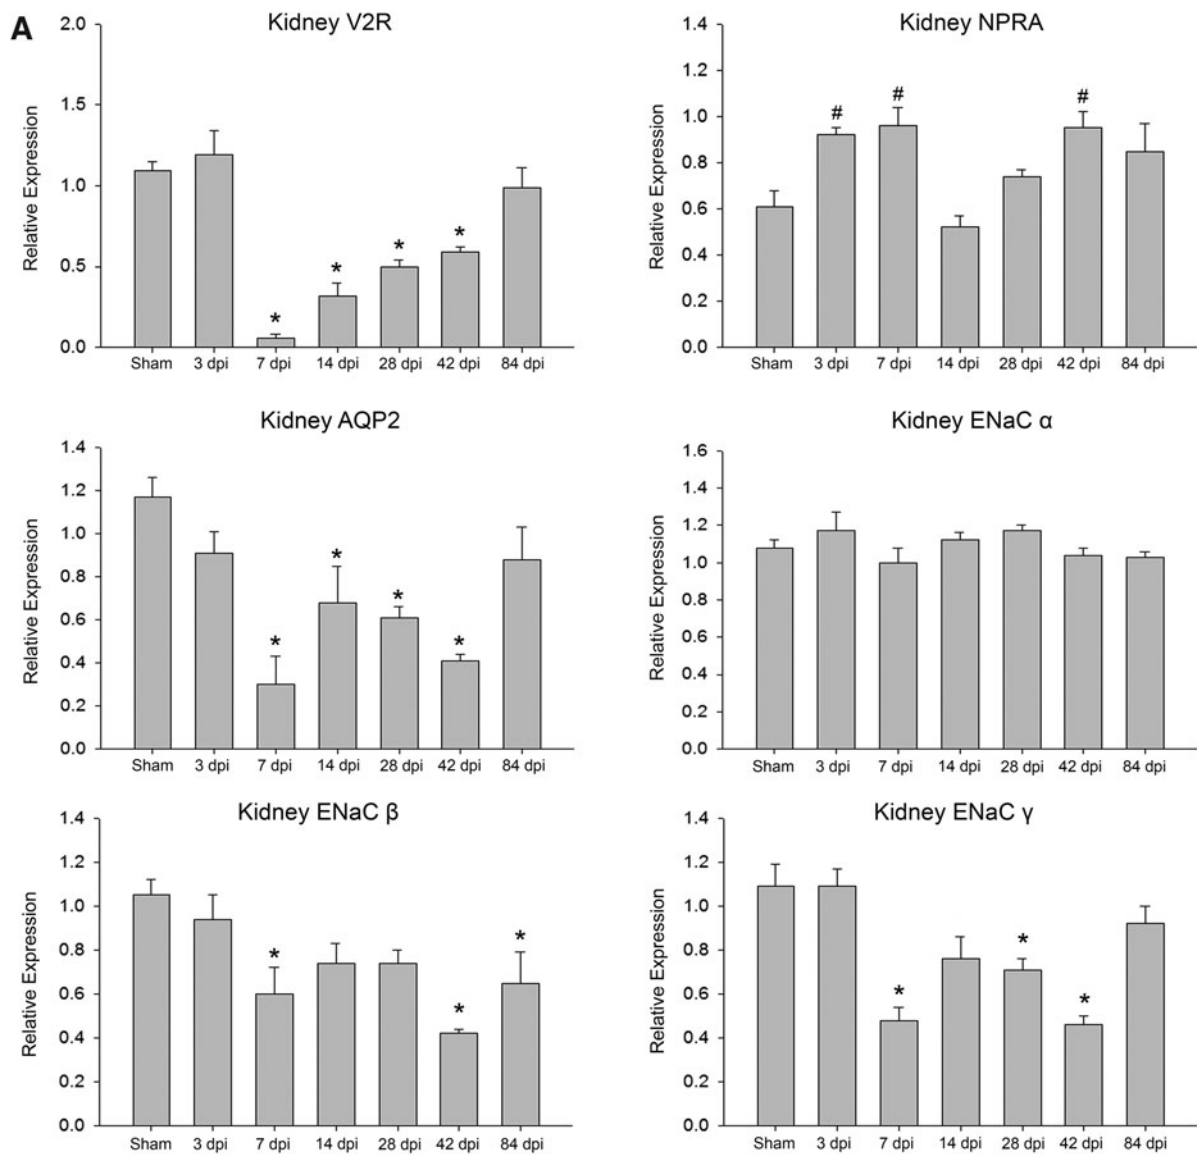 A
Kidney V2R
Relative Expression
2.0
1.5
1.0
0.5
0.0
*
*
*
*
Sham 3 dpi 7 dpi 14 dpi 28 dpi 42 dpi 84 dpi
Kidney NPRA
Relative Expression
1.4
1.2
1.0
0.8
0.6
0.4
0.2
0.0
# # #
Sham 3 dpi 7 dpi 14 dpi 28 dpi 42 dpi 84 dpi
Kidney AQP2
Relative Expression
1.4
1.2
1.0
0.8
0.6
0.4
0.2
0.0
* * * *
Sham 3 dpi 7 dpi 14 dpi 28 dpi 42 dpi 84 dpi
Kidney ENaC α
Relative Expression
1.6
1.4
1.2
1.0
0.8
0.6
0.4
0.2
0.0
Sham 3 dpi 7 dpi 14 dpi 28 dpi 42 dpi 84 dpi
Kidney ENaC β
Relative Expression
1.4
1.2
1.0
0.8
0.6
0.4
0.2
0.0
* * *
Sham 3 dpi 7 dpi 14 dpi 28 dpi 42 dpi 84 dpi
Kidney ENaC γ
Relative Expression
1.4
1.2
1.0
0.8
0.6
0.4
0.2
0.0
* * *
Sham 3 dpi 7 dpi 14 dpi 28 dpi 42 dpi 84 dpi